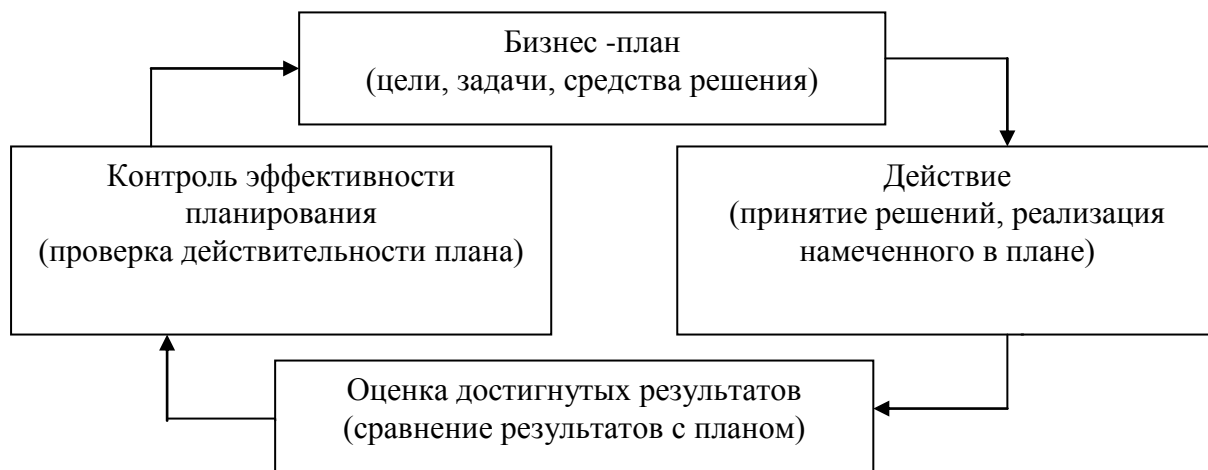 Бизнес -план
(цели, задачи, средства решения)
Контроль эффективности
планирования
(проверка действительности плана)
Действие
(принятие решений, реализация
намеченного в плане)
Оценка достигнутых результатов
(сравнение результатов с планом)